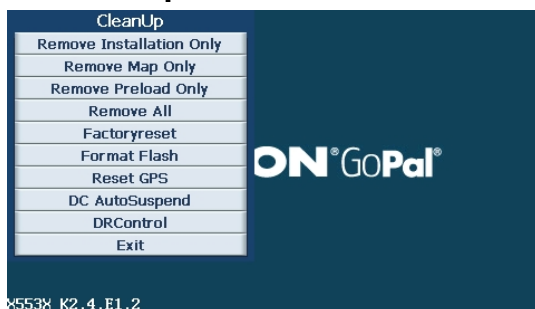 CleanUp
Remove Installation Only
Remove Map Only
Remove Preload Only
Remove All
Factoryreset
Format Flash
ON®GoPal®
Reset GPS
DC AutoSuspend
DRControl
Exit
X553X K2.4.E1.2